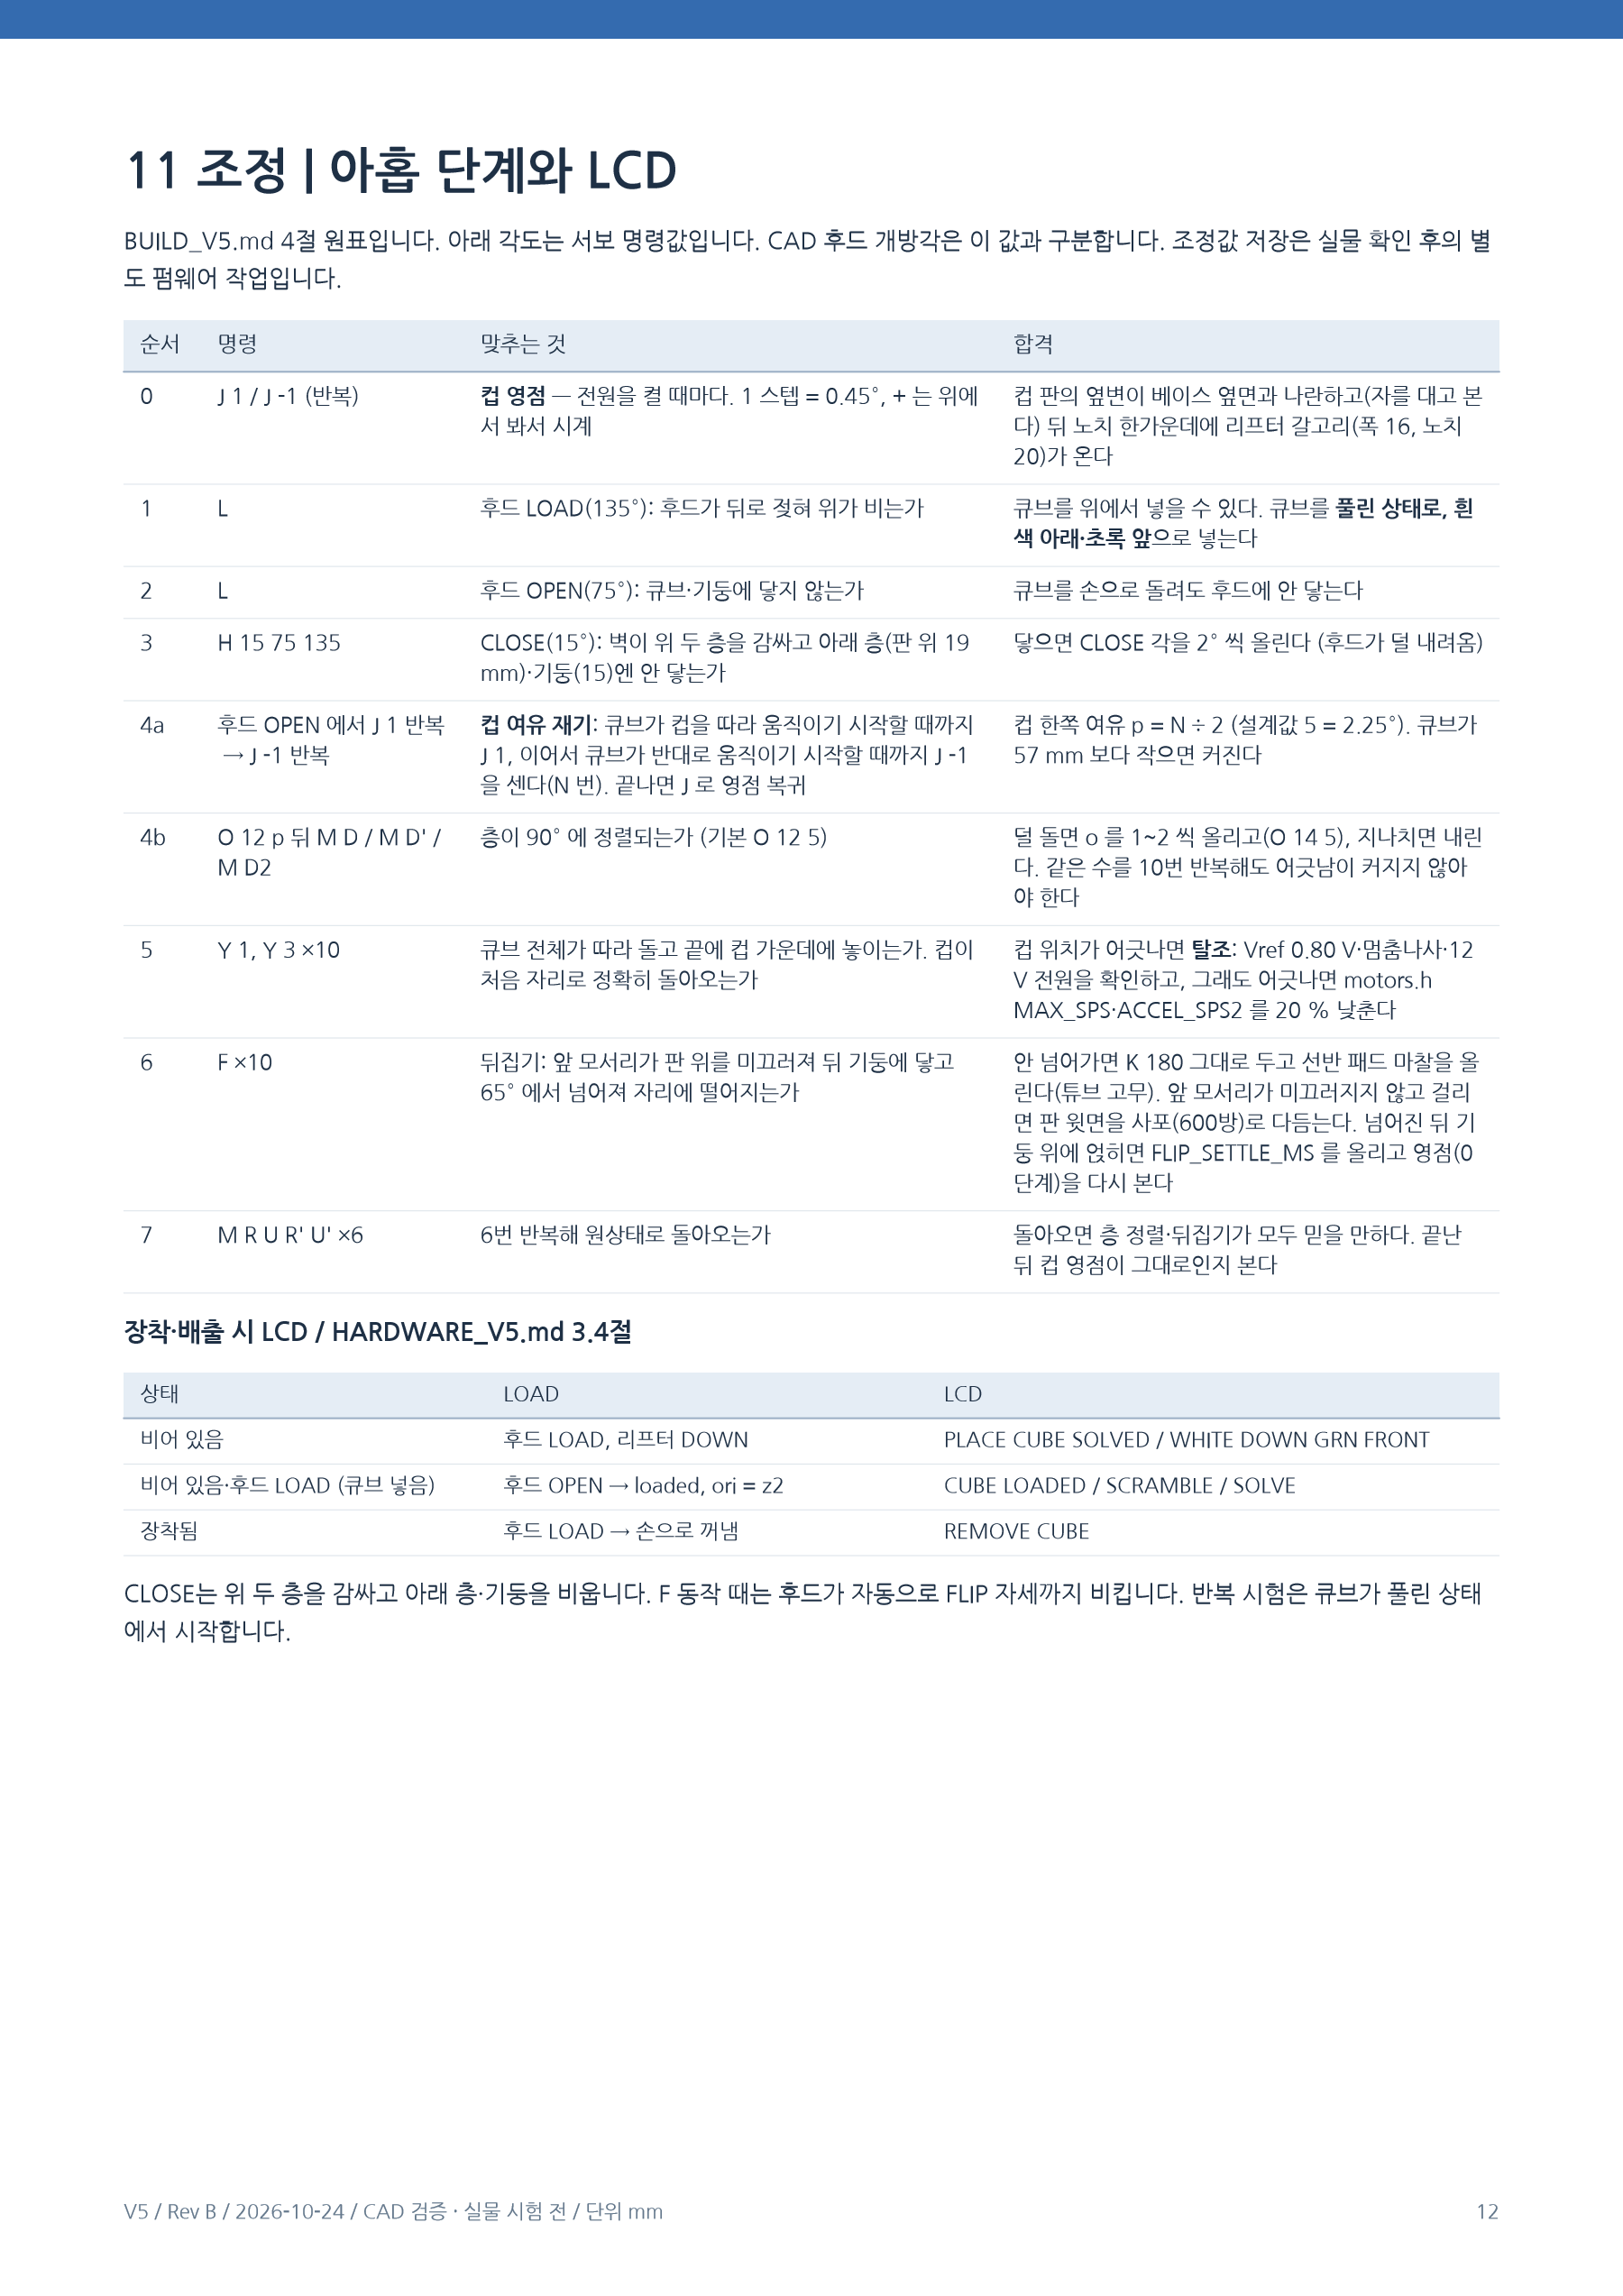 11 조정 | 아홉 단계와 LCD
BUILD_V5.md 4절 원표입니다. 아래 각도는 서보 명령값입니다. CAD 후드 개방각은 이 값과 구분합니다. 조정값 저장은 실물 확인 후의 별
도 펌웨어 작업입니다.
순서 명령 맞추는 것 합격
0 J 1 / J -1 (반복) 컵 영점 — 전원을 켤 때마다. 1 스텝 = 0.45°, + 는 위에 컵 판의 옆변이 베이스 옆면과 나란하고(자를 대고 본
서 봐서 시계 다) 뒤 노치 한가운데에 리프터 갈고리(폭 16, 노치
20)가 온다
1 L 후드 LOAD(135°): 후드가 뒤로 젖혀 위가 비는가 큐브를 위에서 넣을 수 있다. 큐브를 풀린 상태로, 흰
색 아래·초록 앞으로 넣는다
2 L 후드 OPEN(75°): 큐브·기둥에 닿지 않는가 큐브를 손으로 돌려도 후드에 안 닿는다
3 H 15 75 135 CLOSE(15°): 벽이 위 두 층을 감싸고 아래 층(판 위 19 닿으면 CLOSE 각을 2° 씩 올린다 (후드가 덜 내려옴)
mm)·기둥(15)엔 안 닿는가
4a 후드 OPEN 에서 J 1 반복 컵 여유 재기: 큐브가 컵을 따라 움직이기 시작할 때까지 컵 한쪽 여유 p = N ÷ 2 (설계값 5 = 2.25°). 큐브가
→ J -1 반복 J 1, 이어서 큐브가 반대로 움직이기 시작할 때까지 J -1 57 mm 보다 작으면 커진다
을 센다(N 번). 끝나면 J 로 영점 복귀
4b O 12 p 뒤 M D / M D' / 층이 90° 에 정렬되는가 (기본 O 12 5) 덜 돌면 o 를 1~2 씩 올리고(O 14 5), 지나치면 내린
M D2 다. 같은 수를 10번 반복해도 어긋남이 커지지 않아
야 한다
5 Y 1, Y 3 ×10 큐브 전체가 따라 돌고 끝에 컵 가운데에 놓이는가. 컵이 컵 위치가 어긋나면 탈조: Vref 0.80 V·멈춤나사·12
처음 자리로 정확히 돌아오는가 V 전원을 확인하고, 그래도 어긋나면 motors.h
MAX_SPS·ACCEL_SPS2 를 20 % 낮춘다
6 F ×10 뒤집기: 앞 모서리가 판 위를 미끄러져 뒤 기둥에 닿고 안 넘어가면 K 180 그대로 두고 선반 패드 마찰을 올
65° 에서 넘어져 자리에 떨어지는가 린다(튜브 고무). 앞 모서리가 미끄러지지 않고 걸리
면 판 윗면을 사포(600방)로 다듬는다. 넘어진 뒤 기
둥 위에 얹히면 FLIP_SETTLE_MS 를 올리고 영점(0
단계)을 다시 본다
7 M R U R' U' ×6 6번 반복해 원상태로 돌아오는가 돌아오면 층 정렬·뒤집기가 모두 믿을 만하다. 끝난
뒤 컵 영점이 그대로인지 본다
장착·배출 시 LCD / HARDWARE_V5.md 3.4절
상태 LOAD LCD
비어 있음 후드 LOAD, 리프터 DOWN PLACE CUBE SOLVED / WHITE DOWN GRN FRONT
비어 있음·후드 LOAD (큐브 넣음) 후드 OPEN → loaded, ori = z2 CUBE LOADED / SCRAMBLE / SOLVE
장착됨 후드 LOAD → 손으로 꺼냄 REMOVE CUBE
CLOSE는 위 두 층을 감싸고 아래 층·기둥을 비웁니다. F 동작 때는 후드가 자동으로 FLIP 자세까지 비킵니다. 반복 시험은 큐브가 풀린 상태
에서 시작합니다.
V5 / Rev B / 2026-10-24 / CAD 검증 · 실물 시험 전 / 단위 mm 12